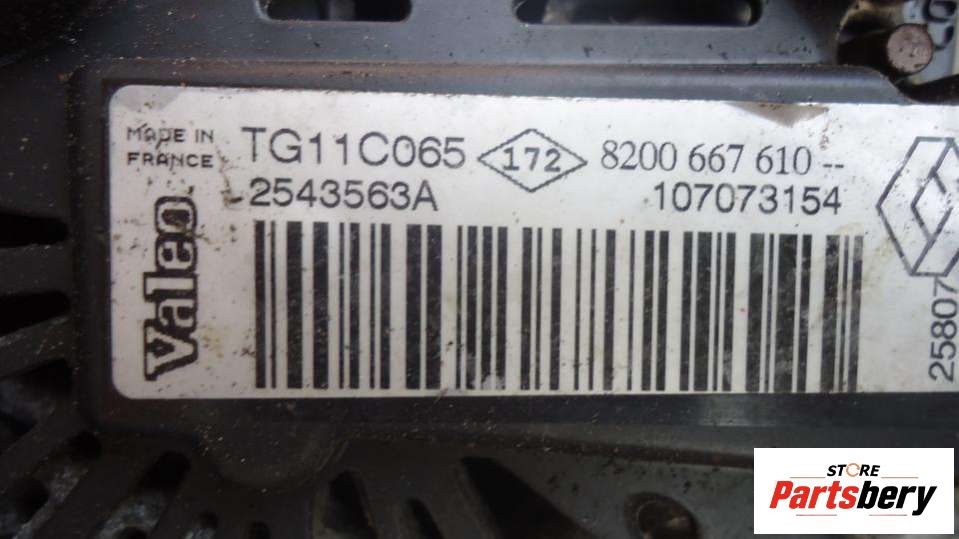 MADE IN
FRANCE
TG11C065 172 8200 667 610 --
2543563A 107073154
Valeo
25807
STORE
Partsbery